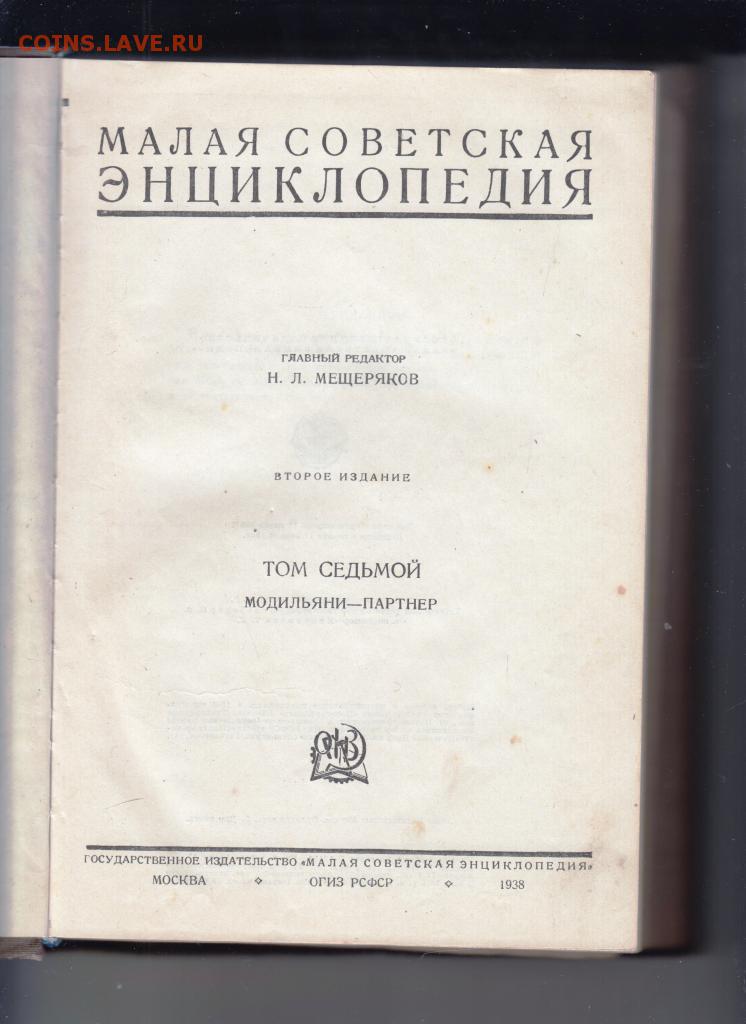 COINS.LAVE.RU
МАЛАЯ СОВЕТСКАЯ
ЭНЦИКЛОПЕДИЯ
ГЛАВНЫЙ РЕДАКТОР
Н. Л. МЕЩЕРЯКОВ
ВТОРОЕ ИЗДАНИЕ
ТОМ СЕДЬМОЙ
МОДИЛЬЯНИ—ПАРТНЕР
ГОСУДАРСТВЕННОЕ ИЗДАТЕЛЬСТВО «МАЛАЯ СОВЕТСКАЯ ЭНЦИКЛОПЕДИЯ»
МОСКВА ⟡ ОГИЗ РСФСР ⟡ 1938